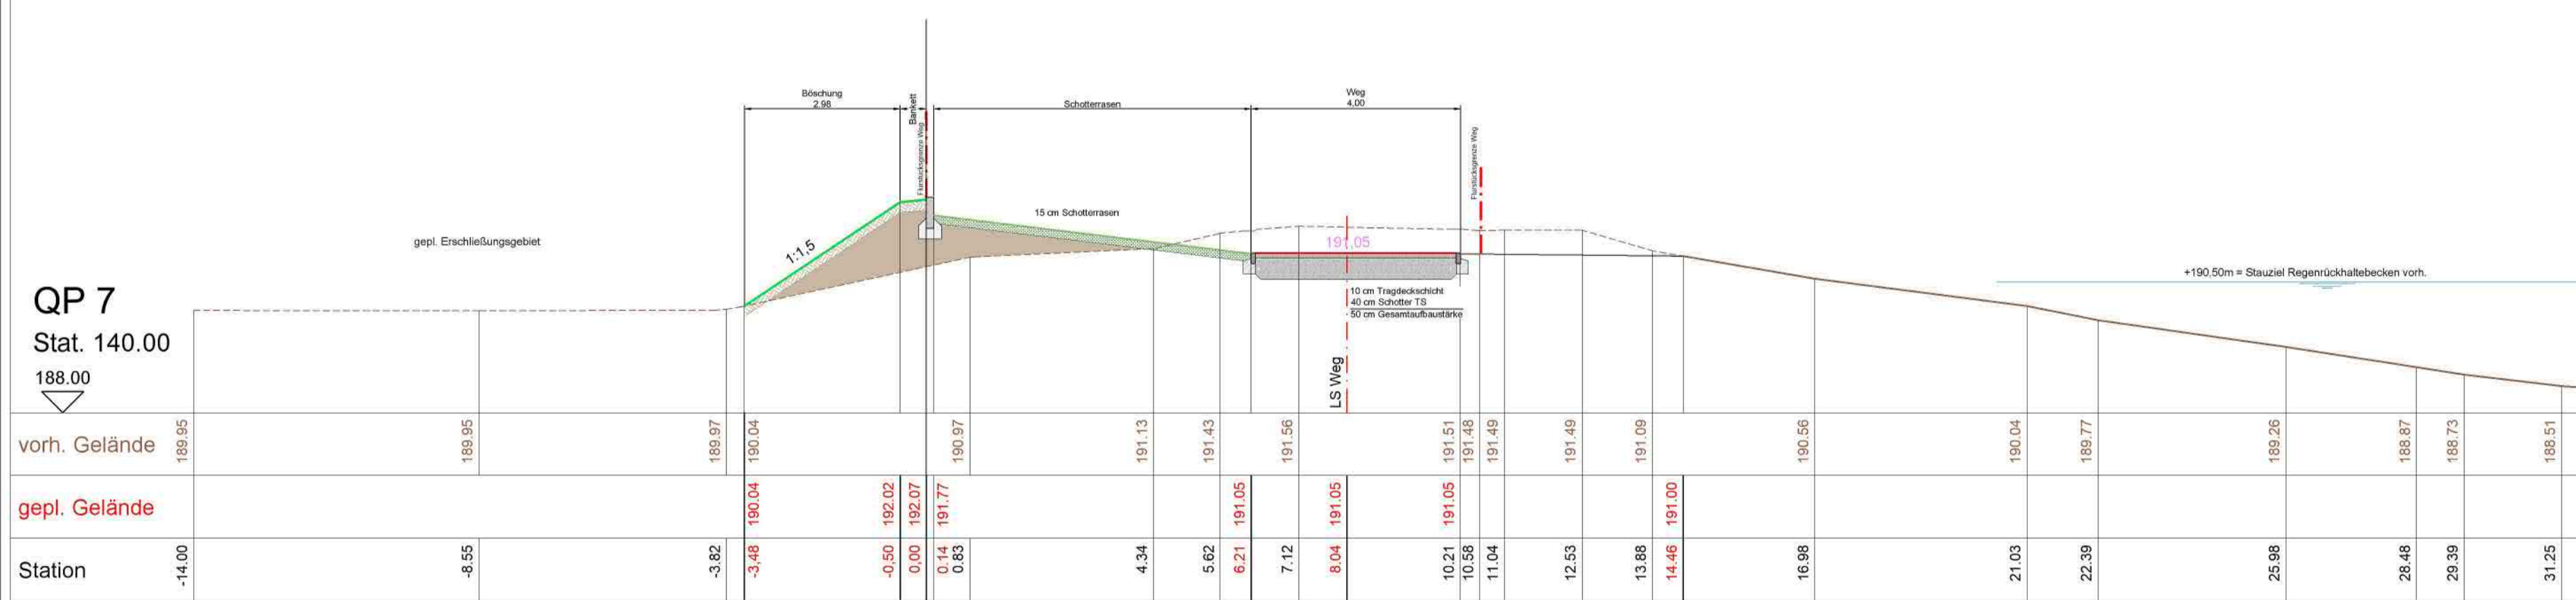 Böschung
2.98
Bankett
Flurstücksgrenze Weg
Schotterrasen
Weg
4,00
Flurstücksgrenze Weg
15 cm Schotterrasen
gepl. Erschließungsgebiet
1:1,5
191,05
+190,50m = Stauziel Regenrückhaltebecken vorh.
10 cm Tragdeckschicht
40 cm Schotter TS
50 cm Gesamtaufbaustärke
LS Weg
QP 7
Stat. 140.00
188.00
vorh. Gelände 189.95 189.95 189.97 190.04 190.97 191.13 191.43 191.56 191.51 191.48 191.49 191.49 191.09 190.56 190.04 189.77 189.26 188.87 188.73 188.51
gepl. Gelände 190.04 192.02 192.07 191.77 191.05 191.05 191.05 191.00
Station -14.00 -8.55 -3.82 -3,48 -0,50 0,00 0.14 0.83 4.34 5.62 6.21 7.12 8.04 10.21 10.58 11.04 12.53 13.88 14.46 16.98 21.03 22.39 25.98 28.48 29.39 31.25